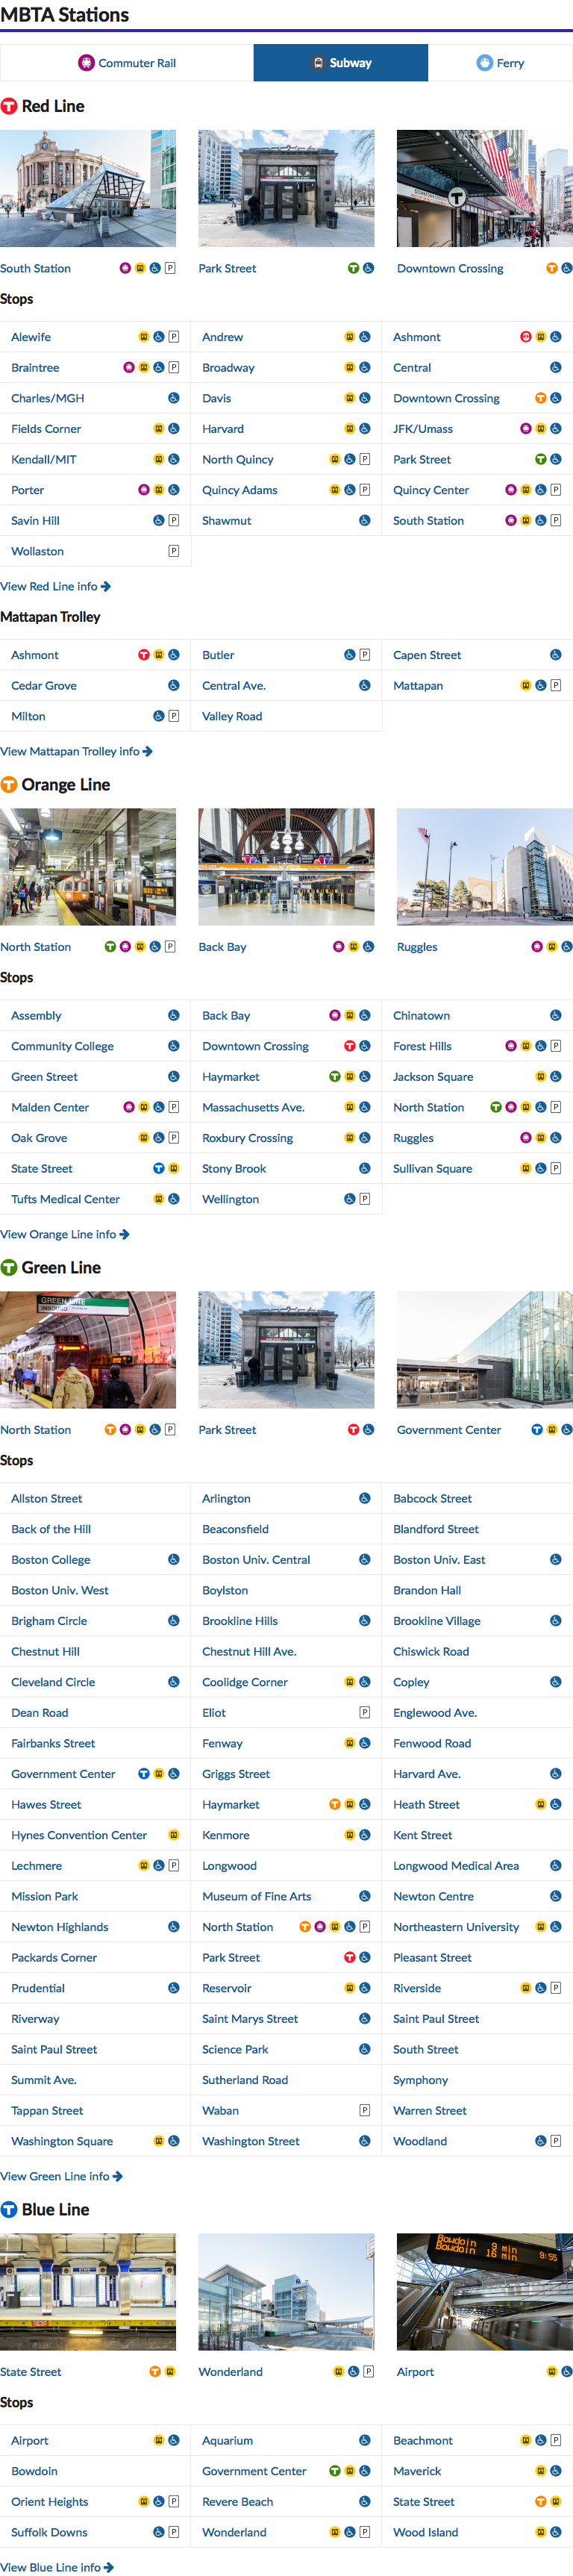 MBTA Stations
Commuter Rail Subway Ferry
T Red Line
South Station P Park Street T Downtown Crossing T
Stops
Alewife P Andrew Ashmont
Braintree P Broadway Central
Charles/MGH Davis Downtown Crossing T
Fields Corner Harvard JFK/Umass
Kendall/MIT North Quincy P Park Street T
Porter Quincy Adams P Quincy Center P
Savin Hill P Shawmut South Station P
Wollaston P
View Red Line info
Mattapan Trolley
Ashmont T Butler P Capen Street
Cedar Grove Central Ave. Mattapan P
Milton P Valley Road
View Mattapan Trolley info
T Orange Line
North Station T P Back Bay Ruggles
Stops
Assembly Back Bay Chinatown
Community College Downtown Crossing T Forest Hills P
Green Street Haymarket T Jackson Square
Malden Center P Massachusetts Ave. North Station T P
Oak Grove P Roxbury Crossing Ruggles
State Street T Stony Brook Sullivan Square P
Tufts Medical Center Wellington P
View Orange Line info
T Green Line
GREEN LINE
INBOUND
North Station T P Park Street T Government Center T
Stops
Allston Street Arlington Babcock Street
Back of the Hill Beaconsfield Blandford Street
Boston College Boston Univ. Central Boston Univ. East
Boston Univ. West Boylston Brandon Hall
Brigham Circle Brookline Hills Brookline Village
Chestnut Hill Chestnut Hill Ave. Chiswick Road
Cleveland Circle Coolidge Corner Copley
Dean Road Eliot P Englewood Ave.
Fairbanks Street Fenway Fenwood Road
Government Center T Griggs Street Harvard Ave.
Hawes Street Haymarket T Heath Street
Hynes Convention Center Kenmore Kent Street
Lechmere P Longwood Longwood Medical Area
Mission Park Museum of Fine Arts Newton Centre
Newton Highlands North Station T P Northeastern University
Packards Corner Park Street T Pleasant Street
Prudential Reservoir Riverside P
Riverway Saint Marys Street Saint Paul Street
Saint Paul Street Science Park South Street
Summit Ave. Sutherland Road Symphony
Tappan Street Waban P Warren Street
Washington Square Washington Street Woodland P
View Green Line info
T Blue Line
Boudoin 9 min
Boudoin 16 min 9:55
State Street T Wonderland P Airport
Stops
Airport Aquarium Beachmont P
Bowdoin Government Center T Maverick
Orient Heights P Revere Beach State Street T
Suffolk Downs P Wonderland P Wood Island
View Blue Line info